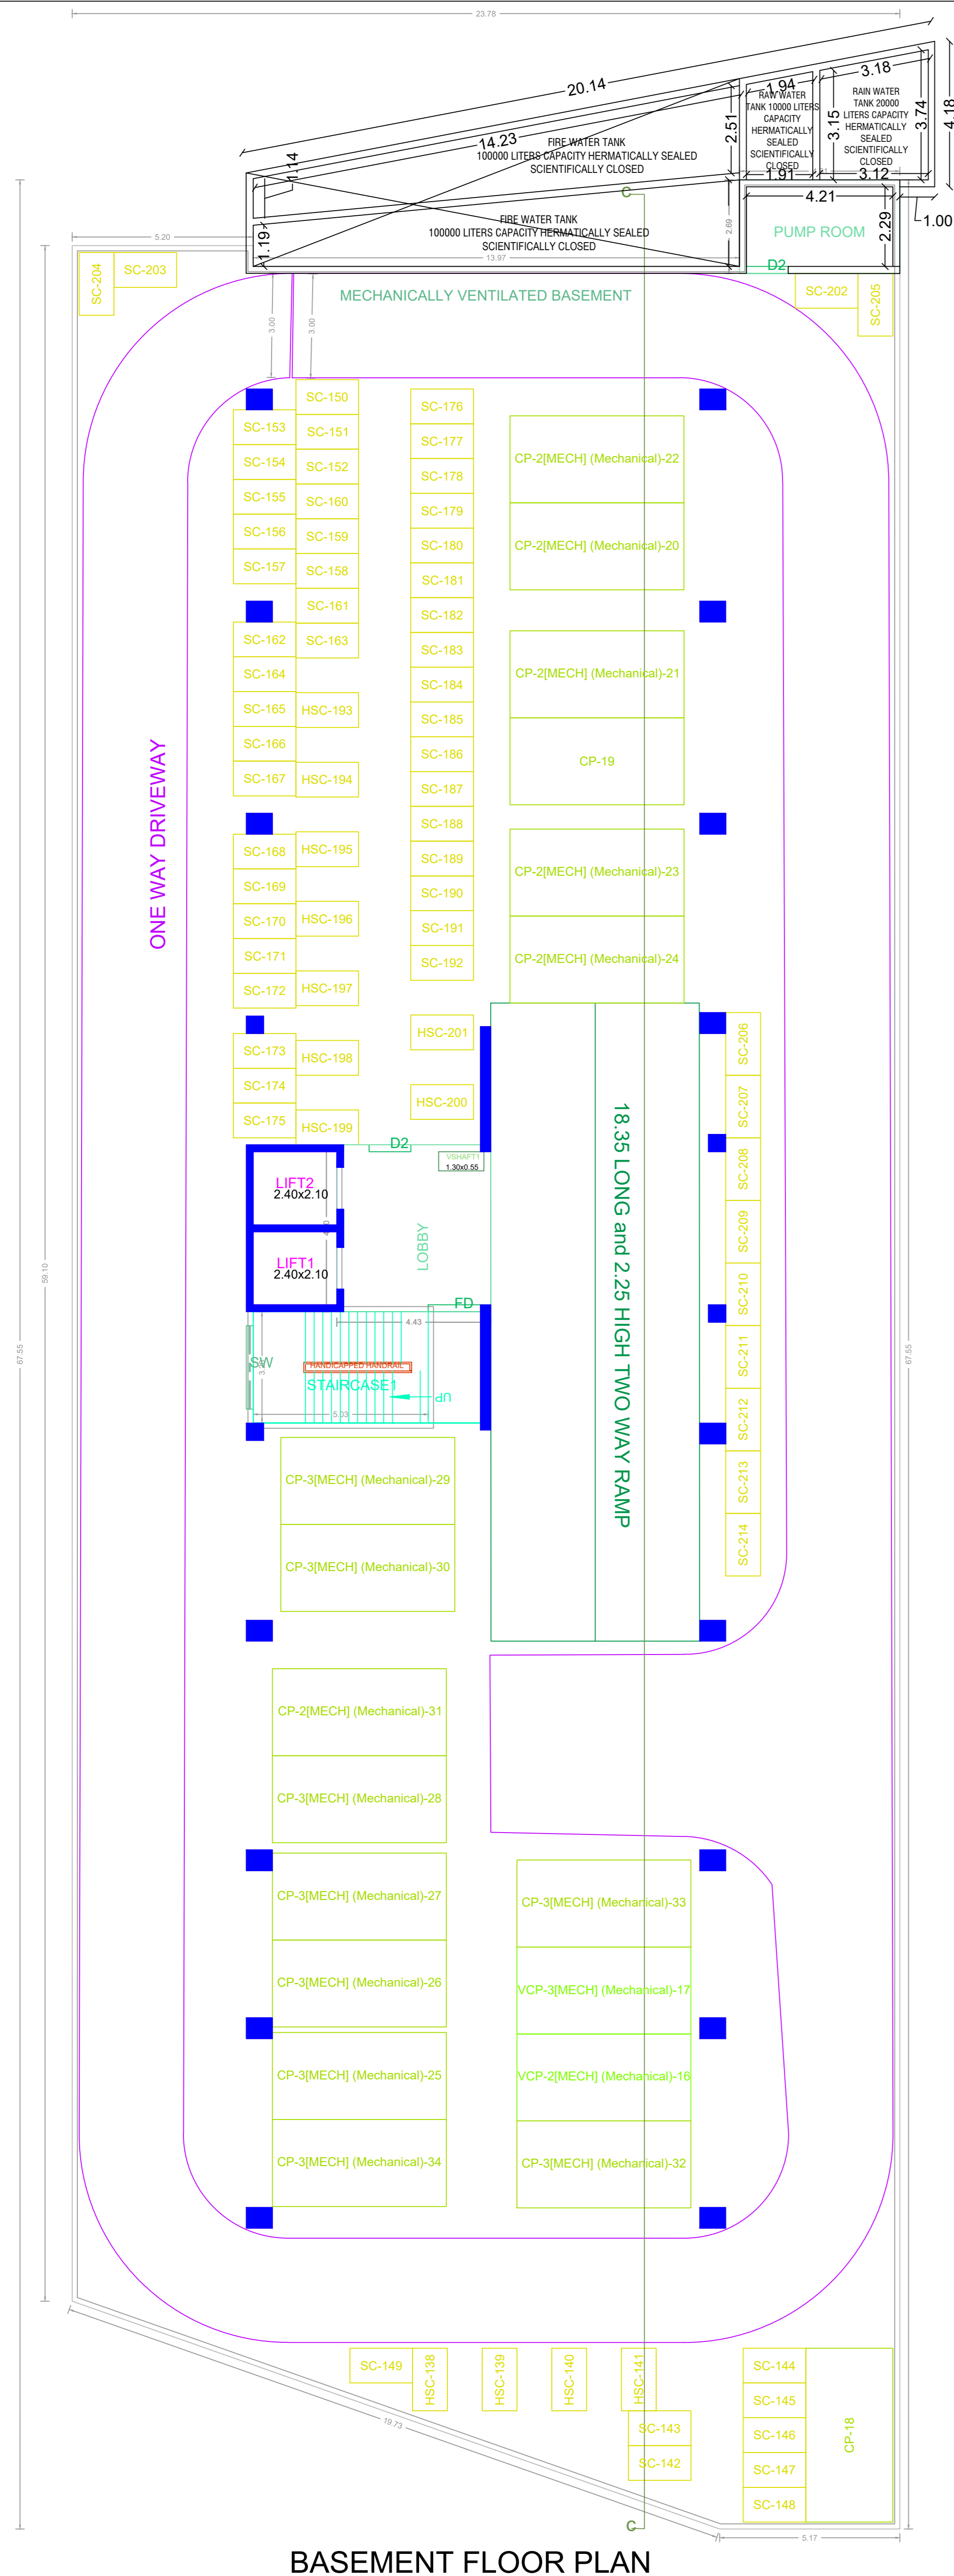 23.78
20.14
14.23
1.14
2.51
1.94
3.18
3.15
3.74
4.18
FIRE WATER TANK
100000 LITERS CAPACITY HERMATICALLY SEALED
SCIENTIFICALLY CLOSED
RAW WATER
TANK 10000 LITERS
CAPACITY
HERMATICALLY
SEALED
SCIENTIFICALLY
CLOSED
1.91
RAIN WATER
TANK 20000
LITERS CAPACITY
HERMATICALLY
SEALED
SCIENTIFICALLY
CLOSED
3.12
C
4.21
1.00
FIRE WATER TANK
100000 LITERS CAPACITY HERMATICALLY SEALED
SCIENTIFICALLY CLOSED
1.19
2.69
13.97
PUMP ROOM
2.29
D2
5.20
SC-204
SC-203
MECHANICALLY VENTILATED BASEMENT
SC-202
SC-205
3.00
3.00
SC-150
SC-151
SC-152
SC-160
SC-159
SC-158
SC-161
SC-163
SC-153
SC-154
SC-155
SC-156
SC-157
SC-162
SC-164
SC-165
SC-166
SC-167
HSC-193
HSC-194
SC-168
SC-169
SC-170
SC-171
SC-172
HSC-195
HSC-196
HSC-197
SC-173
SC-174
SC-175
HSC-198
HSC-199
SC-176
SC-177
SC-178
SC-179
SC-180
SC-181
SC-182
SC-183
SC-184
SC-185
SC-186
SC-187
SC-188
SC-189
SC-190
SC-191
SC-192
HSC-201
HSC-200
CP-2[MECH] (Mechanical)-22
CP-2[MECH] (Mechanical)-20
CP-2[MECH] (Mechanical)-21
CP-19
CP-2[MECH] (Mechanical)-23
CP-2[MECH] (Mechanical)-24
ONE WAY DRIVEWAY
18.35 LONG and 2.25 HIGH TWO WAY RAMP
SC-206
SC-207
SC-208
SC-209
SC-210
SC-211
SC-212
SC-213
SC-214
D2
VSHAFT1
1.30x0.55
LIFT2
2.40x2.10
LIFT1
2.40x2.10
LOBBY
FD
4.43
SW
HANDICAPPED HANDRAIL
STAIRCASE1
UP
5.03
59.10
67.55
67.55
CP-3[MECH] (Mechanical)-29
CP-3[MECH] (Mechanical)-30
CP-2[MECH] (Mechanical)-31
CP-3[MECH] (Mechanical)-28
CP-3[MECH] (Mechanical)-27
CP-3[MECH] (Mechanical)-26
CP-3[MECH] (Mechanical)-25
CP-3[MECH] (Mechanical)-34
CP-3[MECH] (Mechanical)-33
VCP-3[MECH] (Mechanical)-17
VCP-2[MECH] (Mechanical)-16
CP-3[MECH] (Mechanical)-32
SC-149
HSC-138
HSC-139
HSC-140
HSC-141
SC-143
SC-142
SC-144
SC-145
SC-146
SC-147
SC-148
CP-18
19.73
C
5.17
BASEMENT FLOOR PLAN